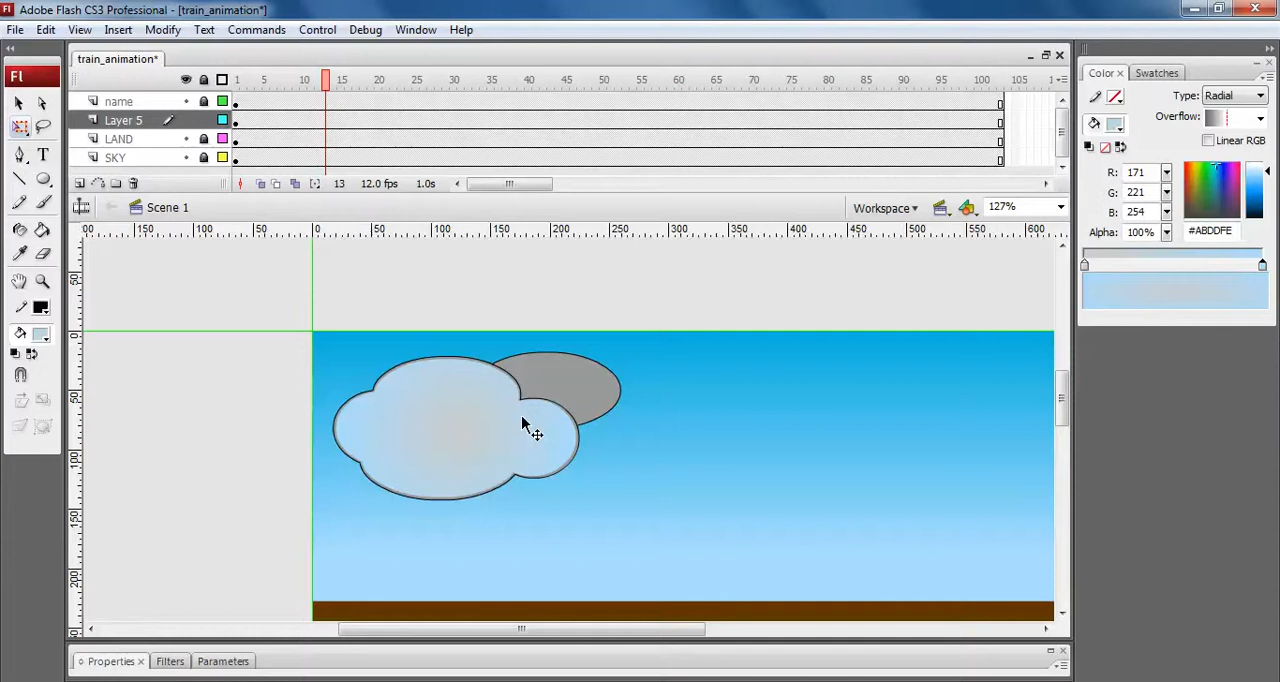 Fl Adobe Flash CS3 Professional - [train_animation*]
File Edit View Insert Modify Text Commands Control Debug Window Help
train_animation*
Fl
1 5 10 15 20 25 30 35 40 45 50 55 60 65 70 75 80 85 90 95 100 105
name
Layer 5
LAND
SKY
13 12.0 fps 1.0s
Scene 1
Workspace 127%
00 150 100 50 0 50 100 150 200 250 300 350 400 450 500 550 600
50
0
50
100
150
200
Properties Filters Parameters
Color Swatches
Type: Radial
Overflow:
Linear RGB
R: 171
G: 221
B: 254
Alpha: 100% #ABDDFE